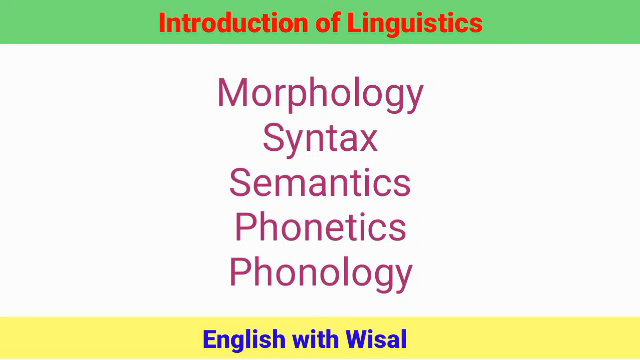 Introduction of Linguistics
Morphology
Syntax
Semantics
Phonetics
Phonology
English with Wisal